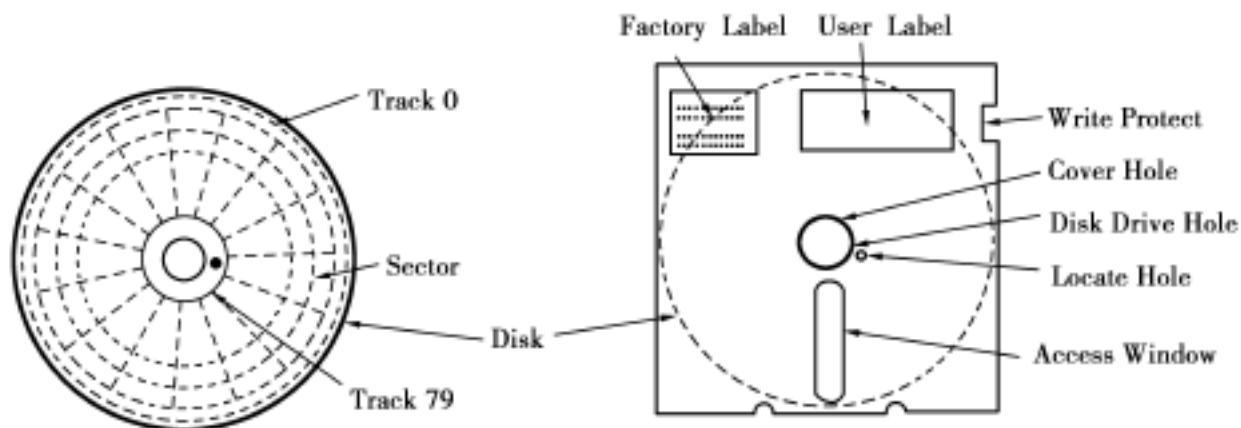 Factory Label
User Label
Track 0
Write Protect
Cover Hole
Disk Drive Hole
Sector
Locate Hole
Disk
Access Window
Track 79